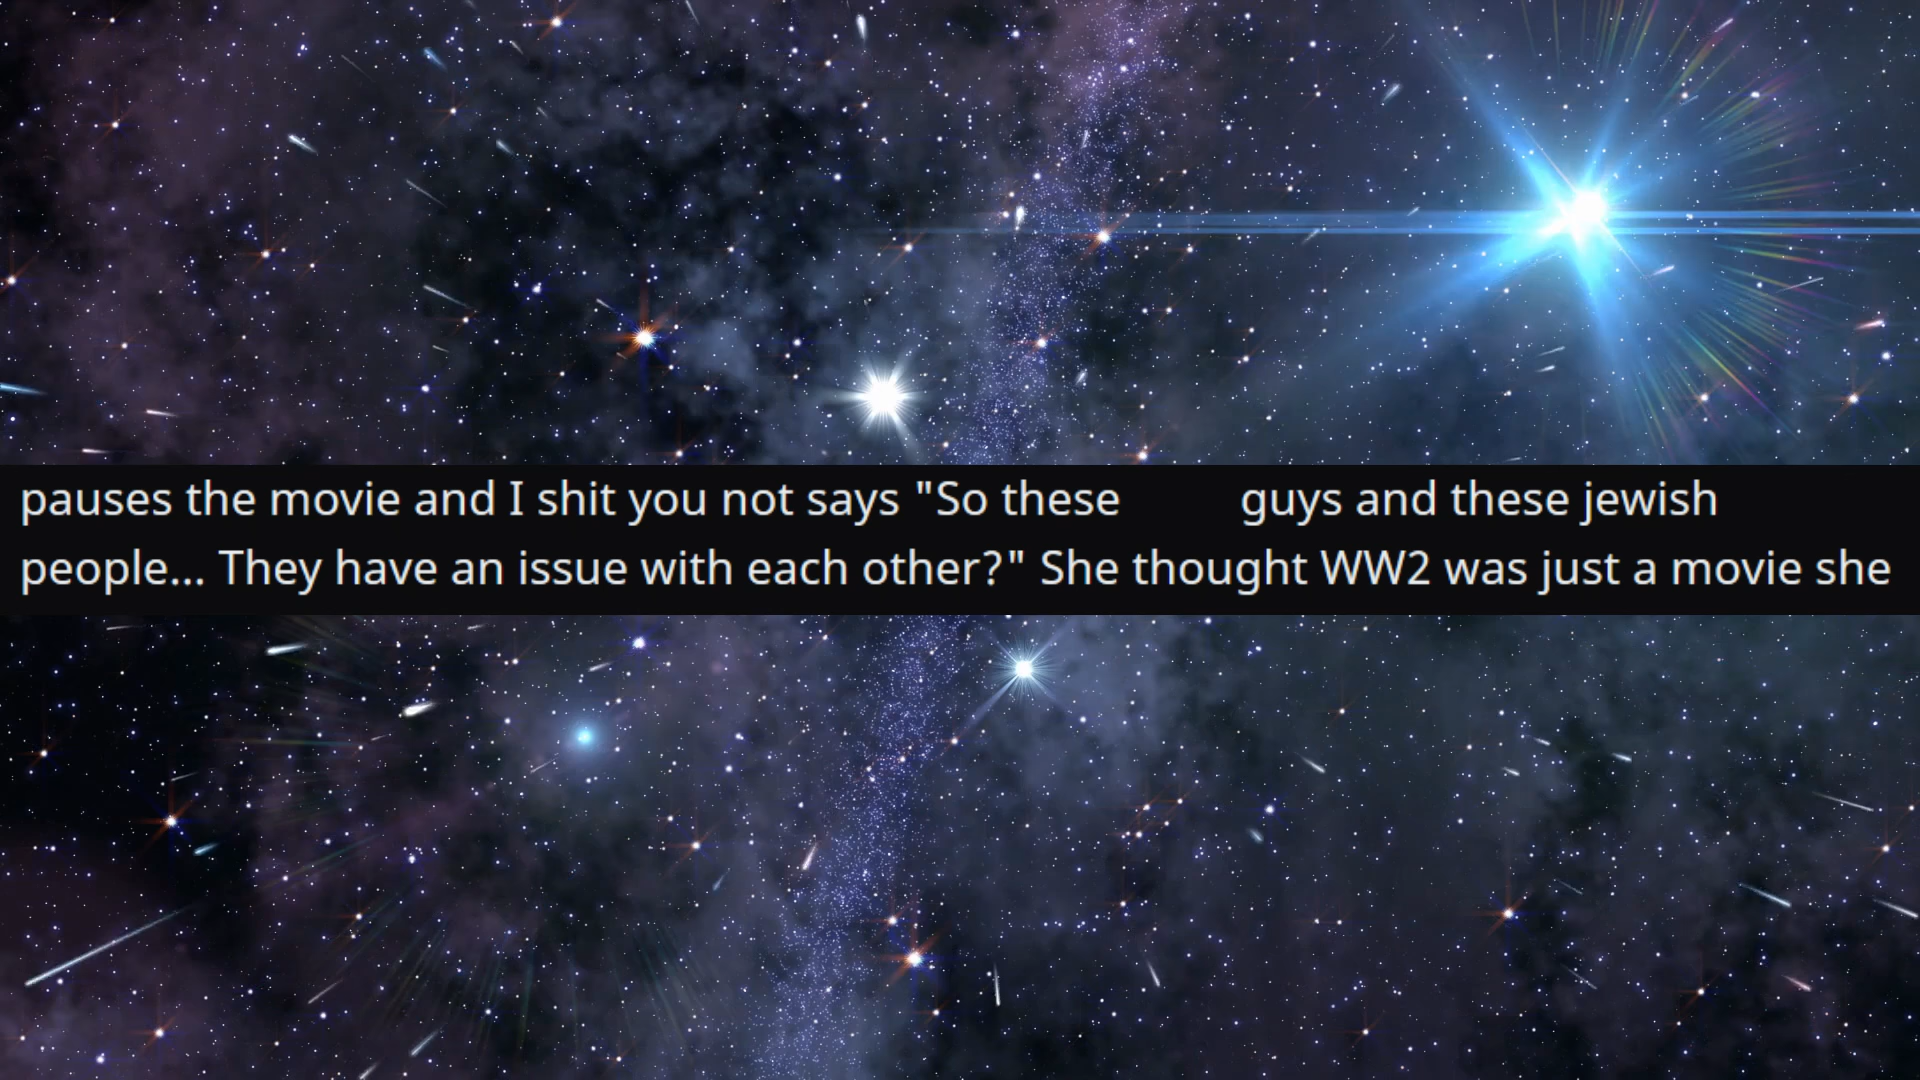 pauses the movie and I shit you not says "So these guys and these jewish
people... They have an issue with each other?" She thought WW2 was just a movie she